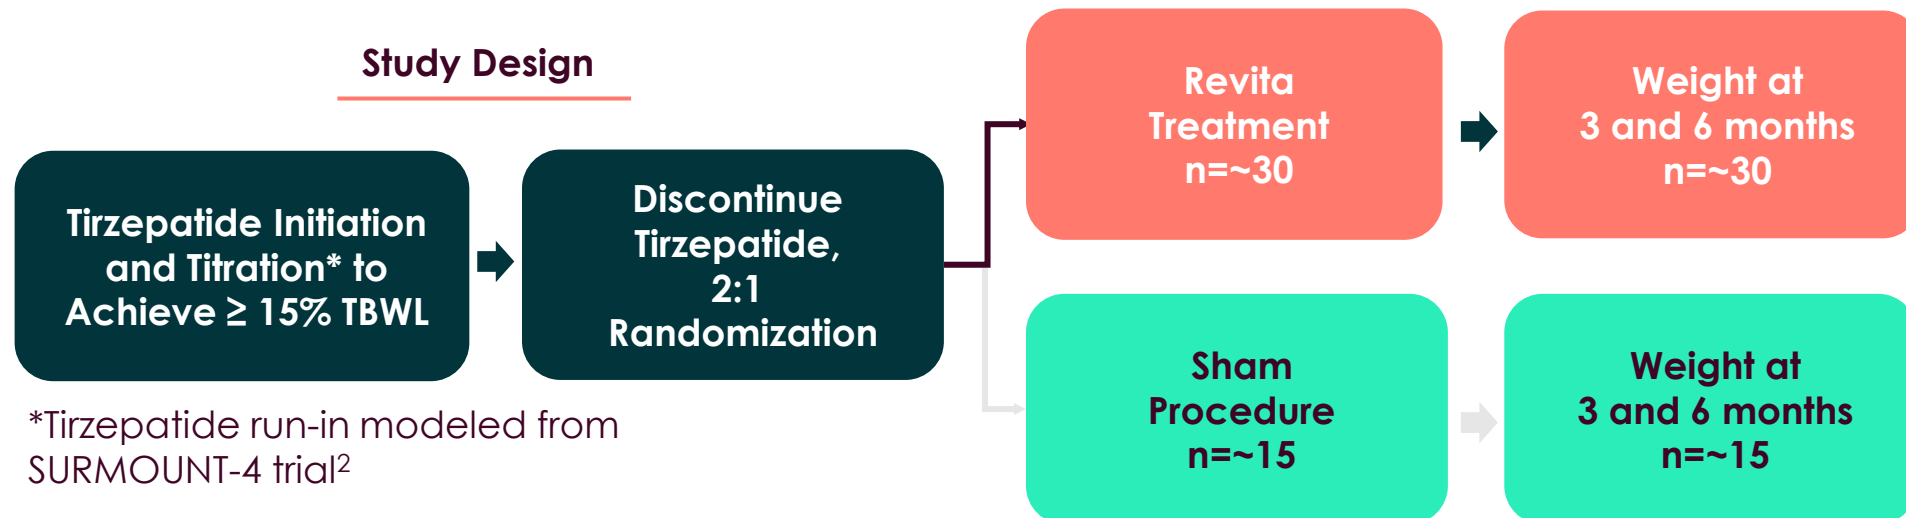 Study Design
Tirzepatide Initiation
and Titration* to
Achieve ≥ 15% TBWL
*Tirzepatide run-in modeled from
SURMOUNT-4 trial2
Discontinue
Tirzepatide,
2:1
Randomization
Revita
Treatment
n=~30
Weight at
3 and 6 months
n=~30
Sham
Procedure
n=~15
Weight at
3 and 6 months
n=~15